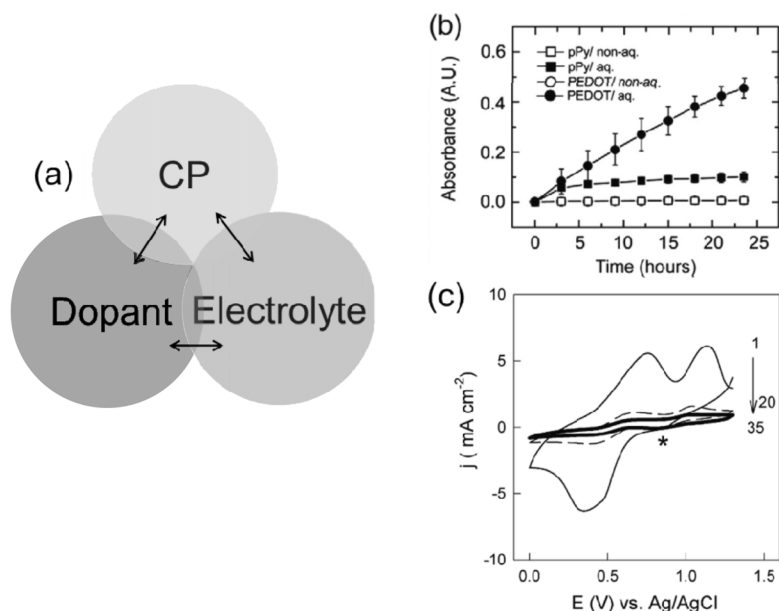 (a)
CP
Dopant
Electrolyte
(b)
Absorbance (A.U.)
0.6
0.4
0.2
0.0
pPy/ non-aq.
pPy/ aq.
PEDOT/ non-aq.
PEDOT/ aq.
0 5 10 15 20 25
Time (hours)
(c)
j ( mA cm-2)
10
5
0
-5
-10
1
20
35
*
0.0 0.5 1.0 1.5
E (V) vs. Ag/AgCl